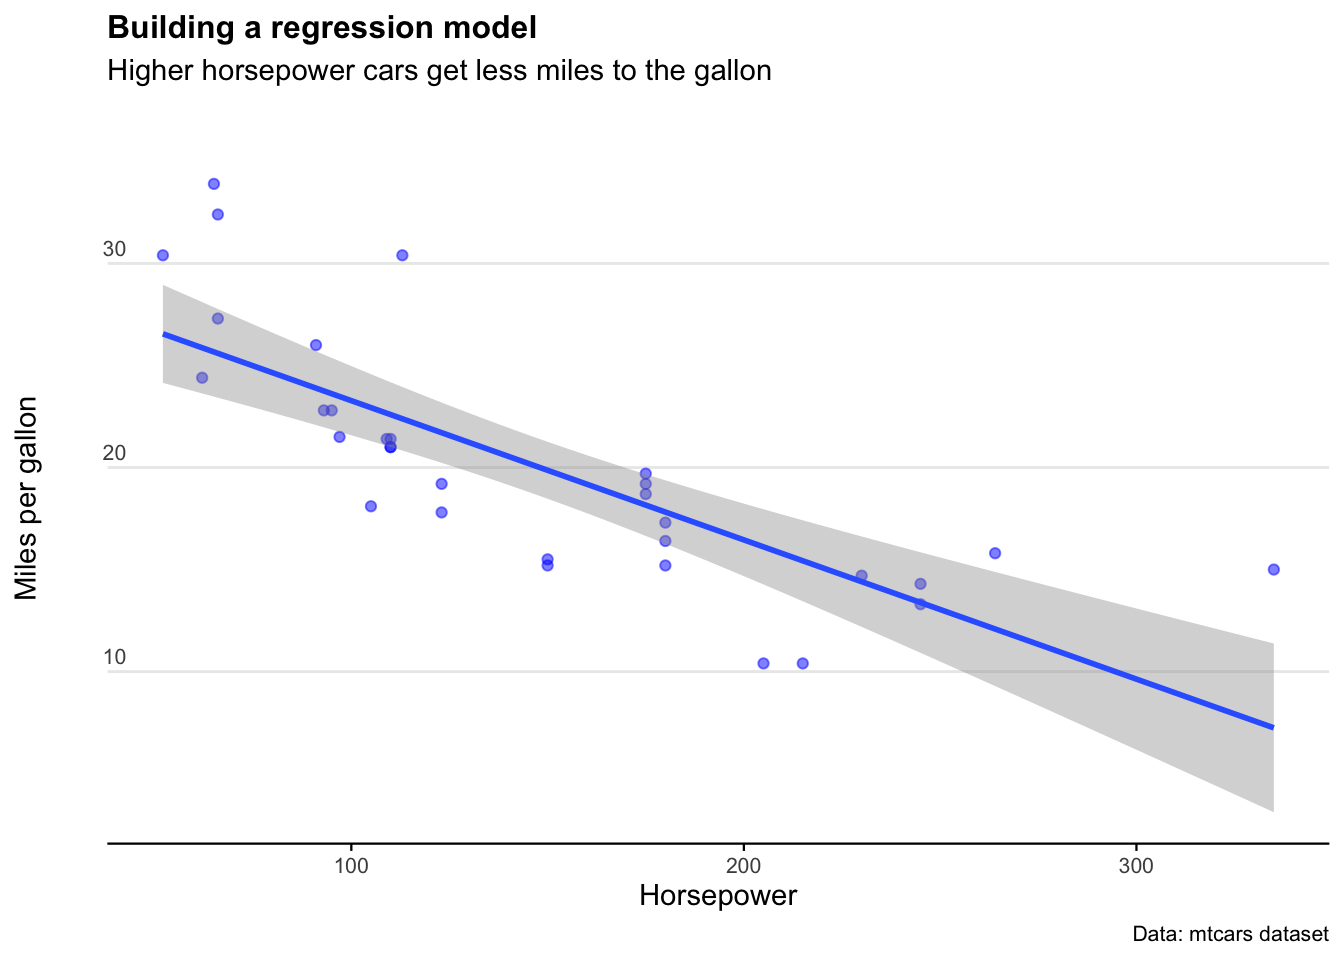 Building a regression model
Higher horsepower cars get less miles to the gallon
30
20
10
Miles per gallon
100
200
300
Horsepower
Data: mtcars dataset